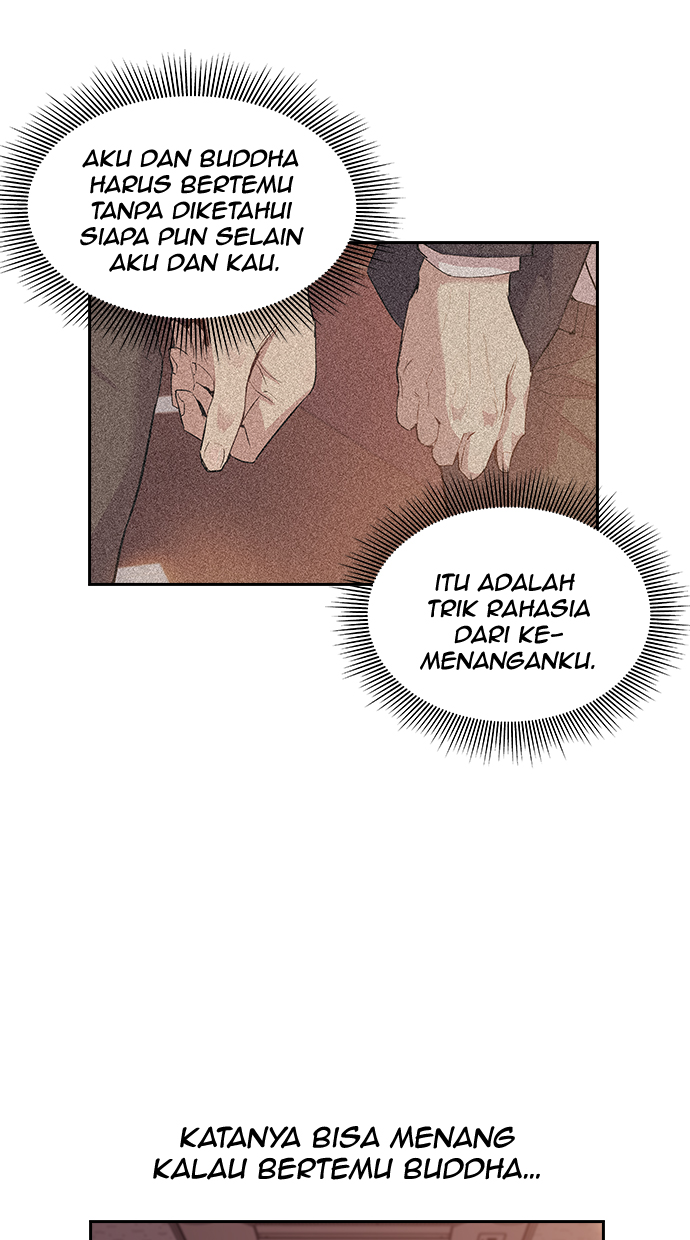 AKU DAN BUDDHA
HARUS BERTEMU
TANPA DIKETAHUI
SIAPA PUN SELAIN
AKU DAN KAU.
ITU ADALAH
TRIK RAHASIA
DARI KE-
MENANGANKU.
KATANYA BISA MENANG
KALAU BERTEMU BUDDHA...